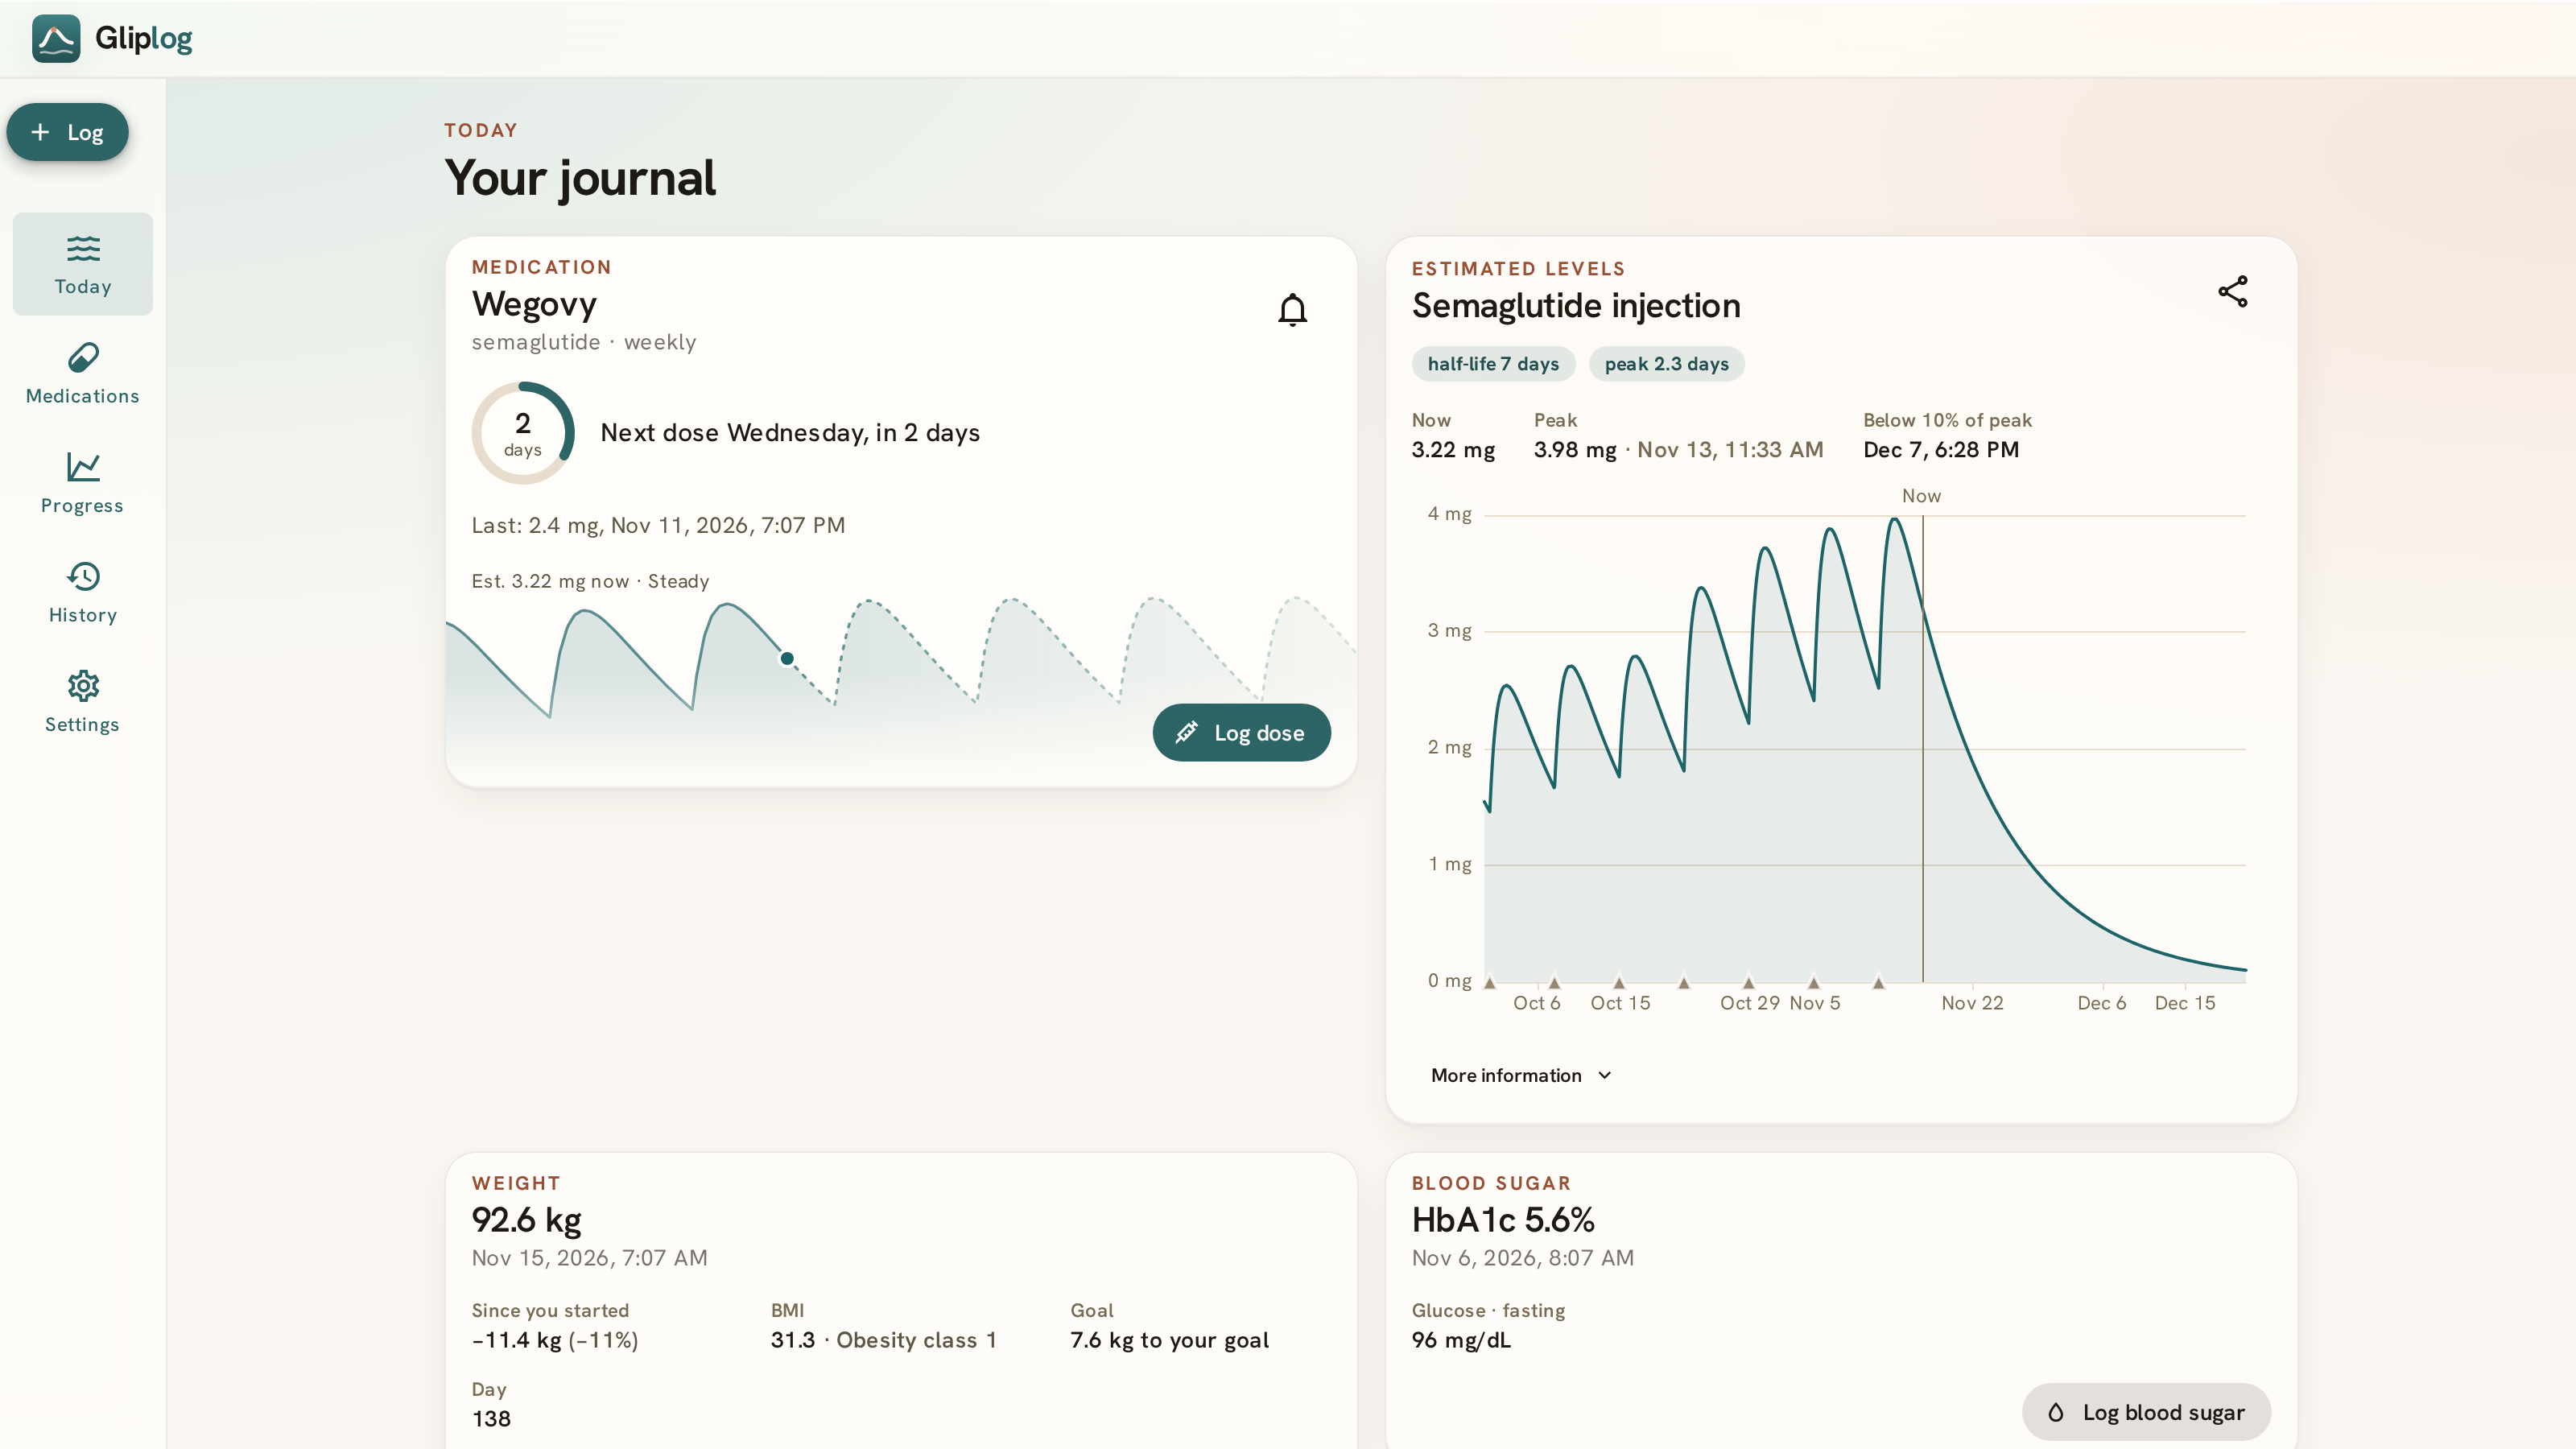 Gliplog
Log
Today
Medications
Progress
History
Settings
TODAY
Your journal
MEDICATION
Wegovy
semaglutide · weekly
2
days
Next dose Wednesday, in 2 days
Last: 2.4 mg, Nov 11, 2026, 7:07 PM
Est. 3.22 mg now · Steady
Log dose
ESTIMATED LEVELS
Semaglutide injection
half-life 7 days peak 2.3 days
Now Peak Below 10% of peak
3.22 mg 3.98 mg · Nov 13, 11:33 AM Dec 7, 6:28 PM
Now
4 mg
3 mg
2 mg
1 mg
0 mg
Oct 6 Oct 15 Oct 29 Nov 5 Nov 22 Dec 6 Dec 15
More information
WEIGHT
92.6 kg
Nov 15, 2026, 7:07 AM
Since you started BMI Goal
−11.4 kg (−11%) 31.3 · Obesity class 1 7.6 kg to your goal
Day
138
BLOOD SUGAR
HbA1c 5.6%
Nov 6, 2026, 8:07 AM
Glucose · fasting
96 mg/dL
Log blood sugar